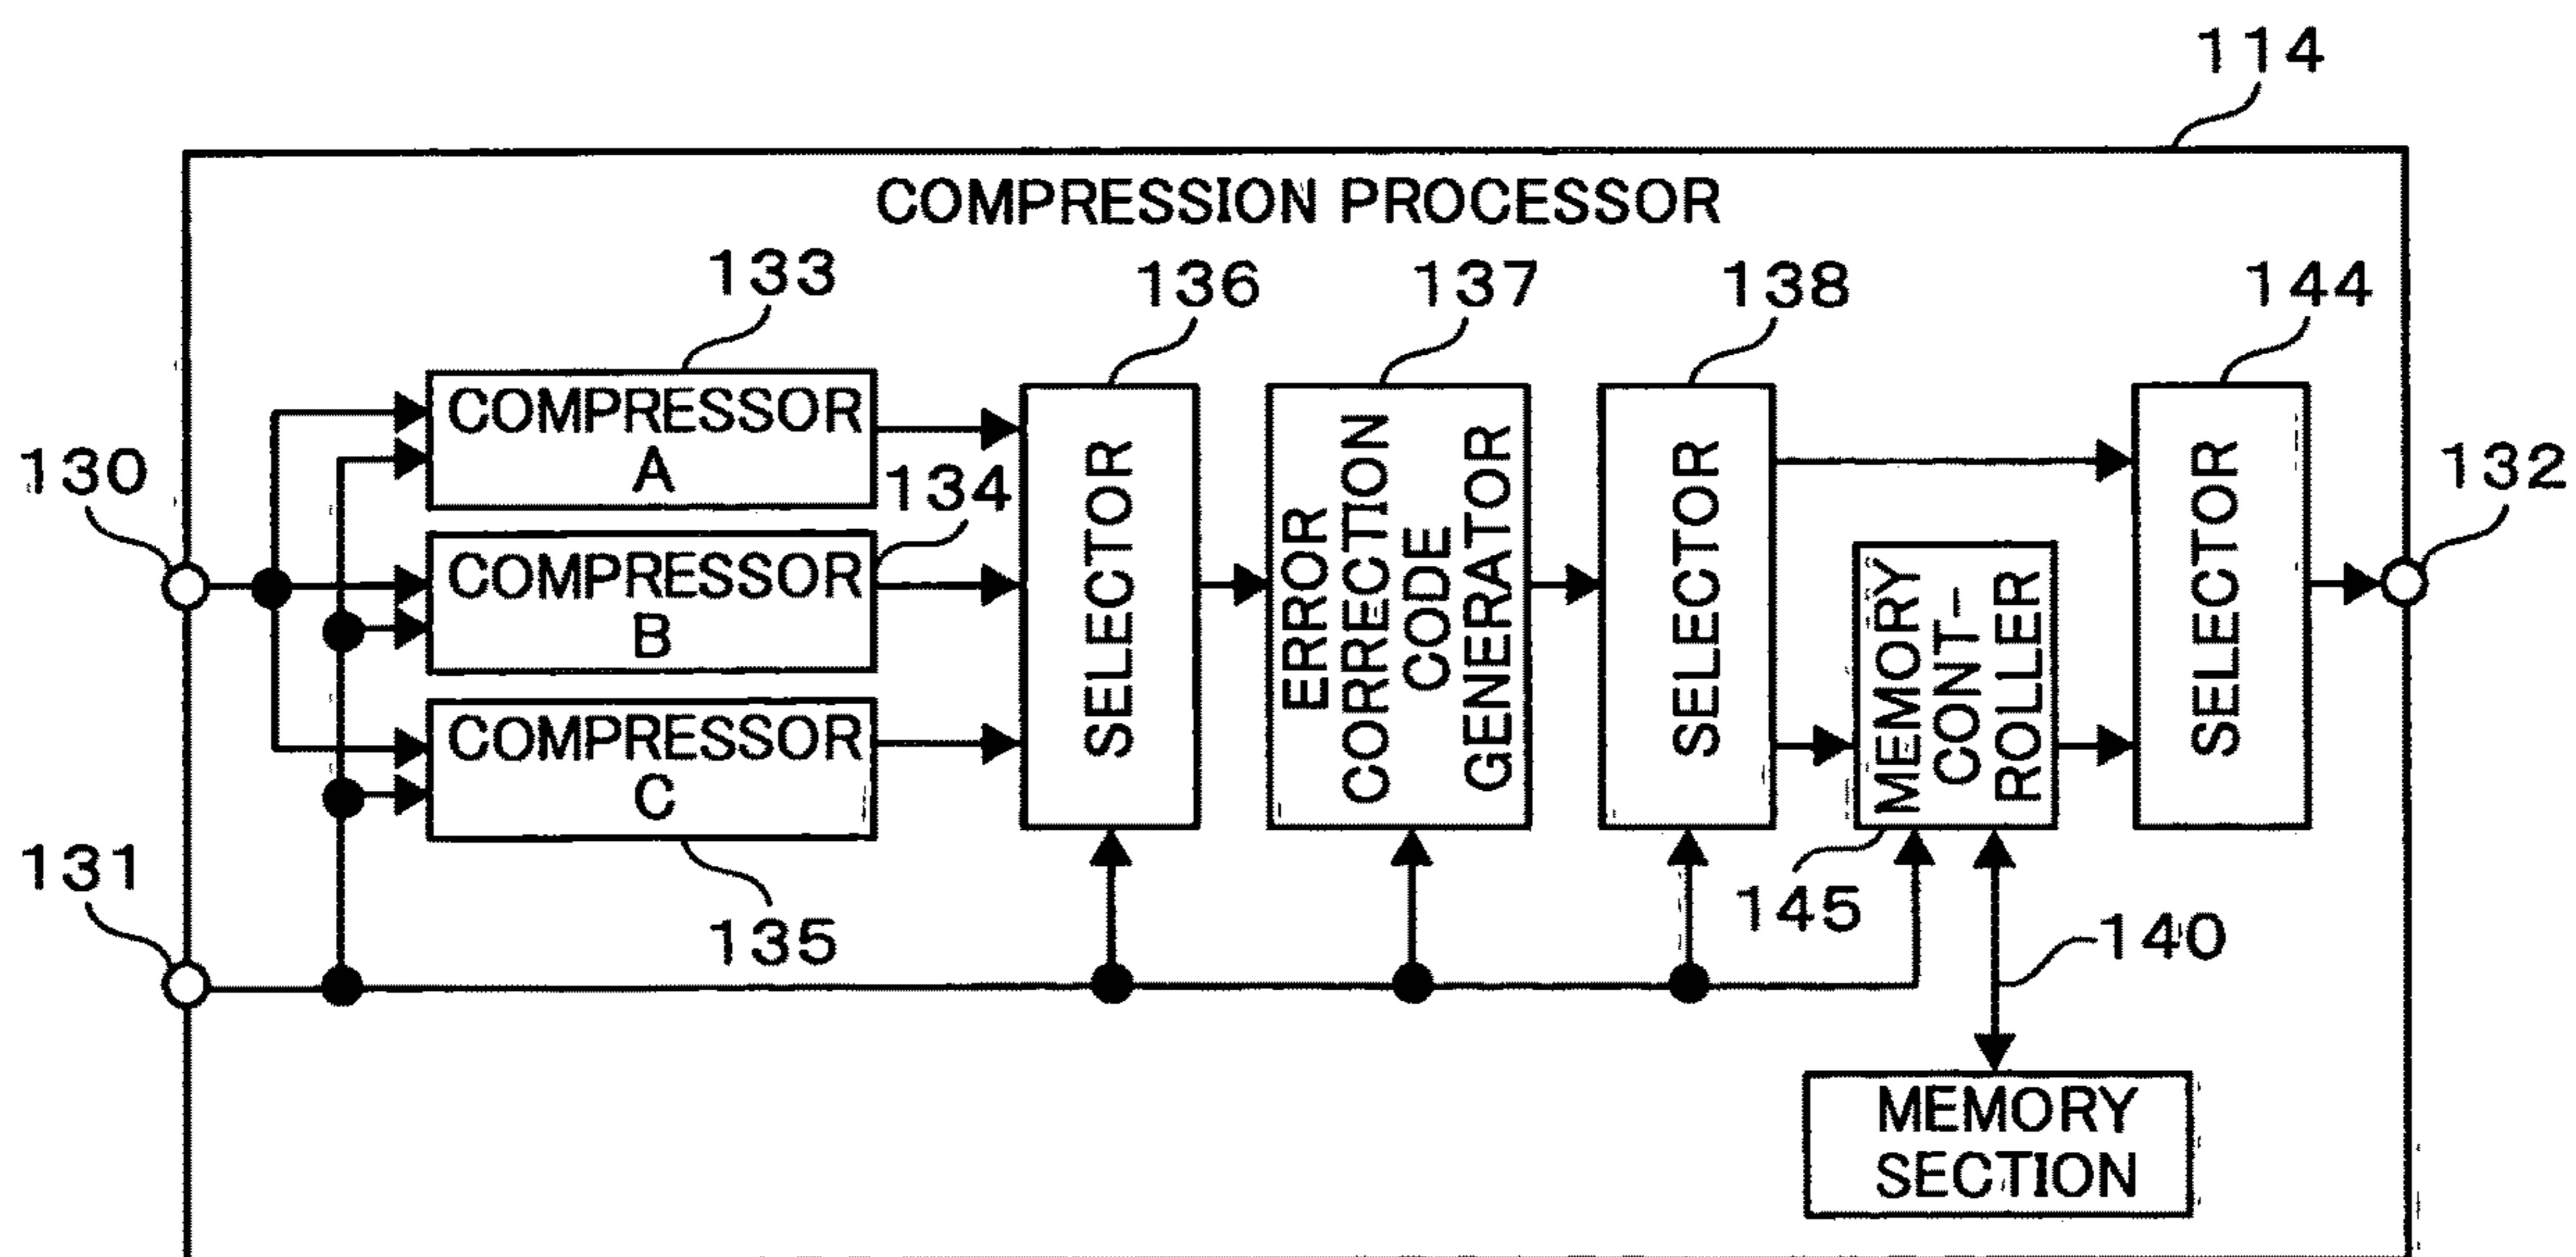 114
COMPRESSION PROCESSOR
133
136
137
138
144
130
COMPRESSOR
A
134
COMPRESSOR
B
COMPRESSOR
C
135
131
SELECTOR
ERROR
CORRECTION
CODE
GENERATOR
SELECTOR
MEMORY
CONT-
ROLLER
SELECTOR
132
145
140
MEMORY
SECTION